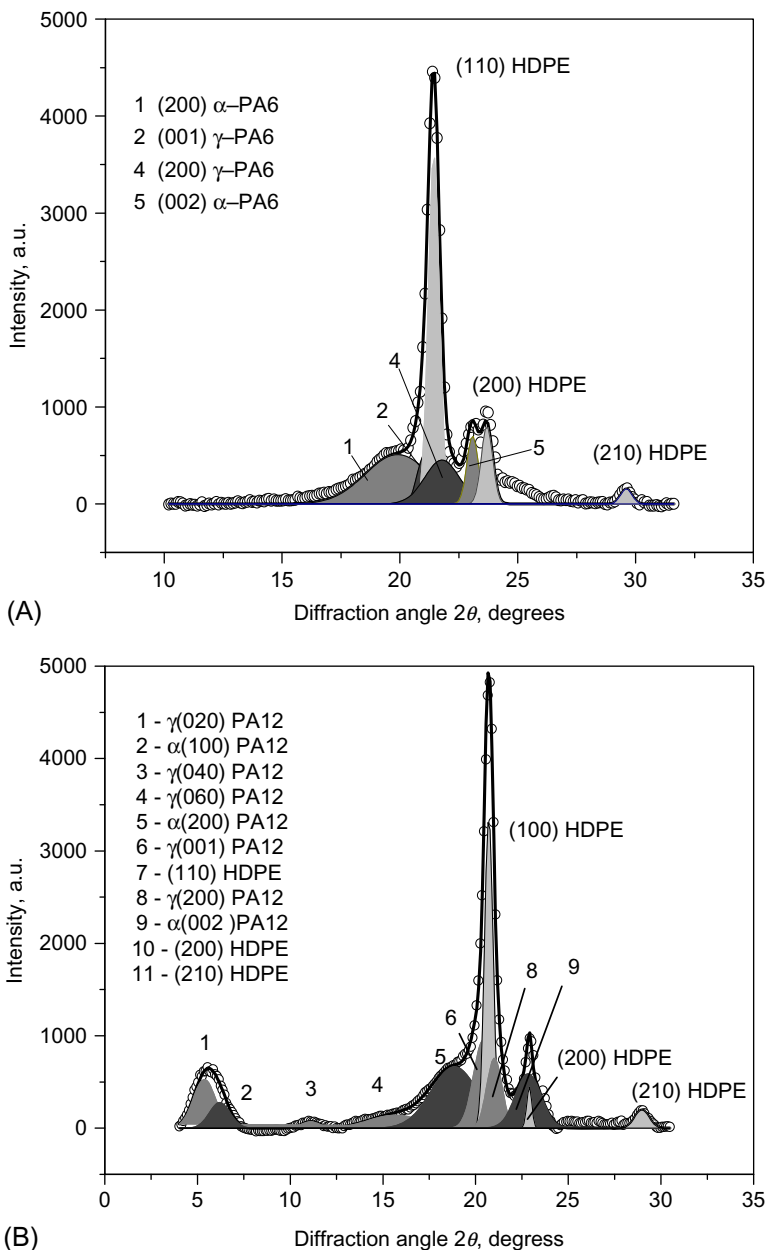 5000
4000
3000
2000
1000
0
Intensity, a.u.
(110) HDPE
1 (200) α–PA6
2 (001) γ–PA6
4 (200) γ–PA6
5 (002) α–PA6
4
(200) HDPE
2
1
5
(210) HDPE
10 15 20 25 30 35
(A)
Diffraction angle 2θ, degrees
5000
4000
3000
2000
1000
0
Intensity, a.u.
1 - γ(020) PA12
2 - α(100) PA12
3 - γ(040) PA12
4 - γ(060) PA12
5 - α(200) PA12
6 - γ(001) PA12
7 - (110) HDPE
8 - γ(200) PA12
9 - α(002 )PA12
10 - (200) HDPE
11 - (210) HDPE
(100) HDPE
8 9
6
1
5
(200) HDPE
2 3 4
(210) HDPE
0 5 10 15 20 25 30 35
(B)
Diffraction angle 2θ, degress